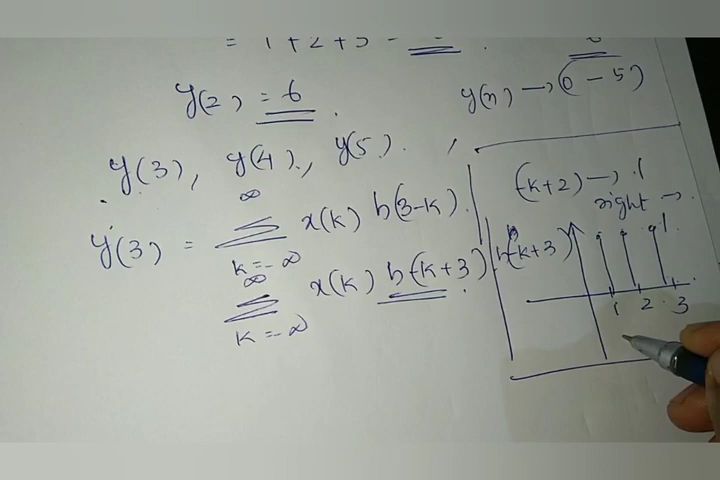 = 1 + 2 + 3 =
y(2) = 6 .
y(n) → (0 - 5)
y(3), y(4), y(5).
y(3) = ∞ Σ k=-∞ x(k) h(3-k).
∞ Σ k=-∞ x(k) h(-k+3).
(-k+2) → 1
right →.
h(-k+3)
1
1 2 3